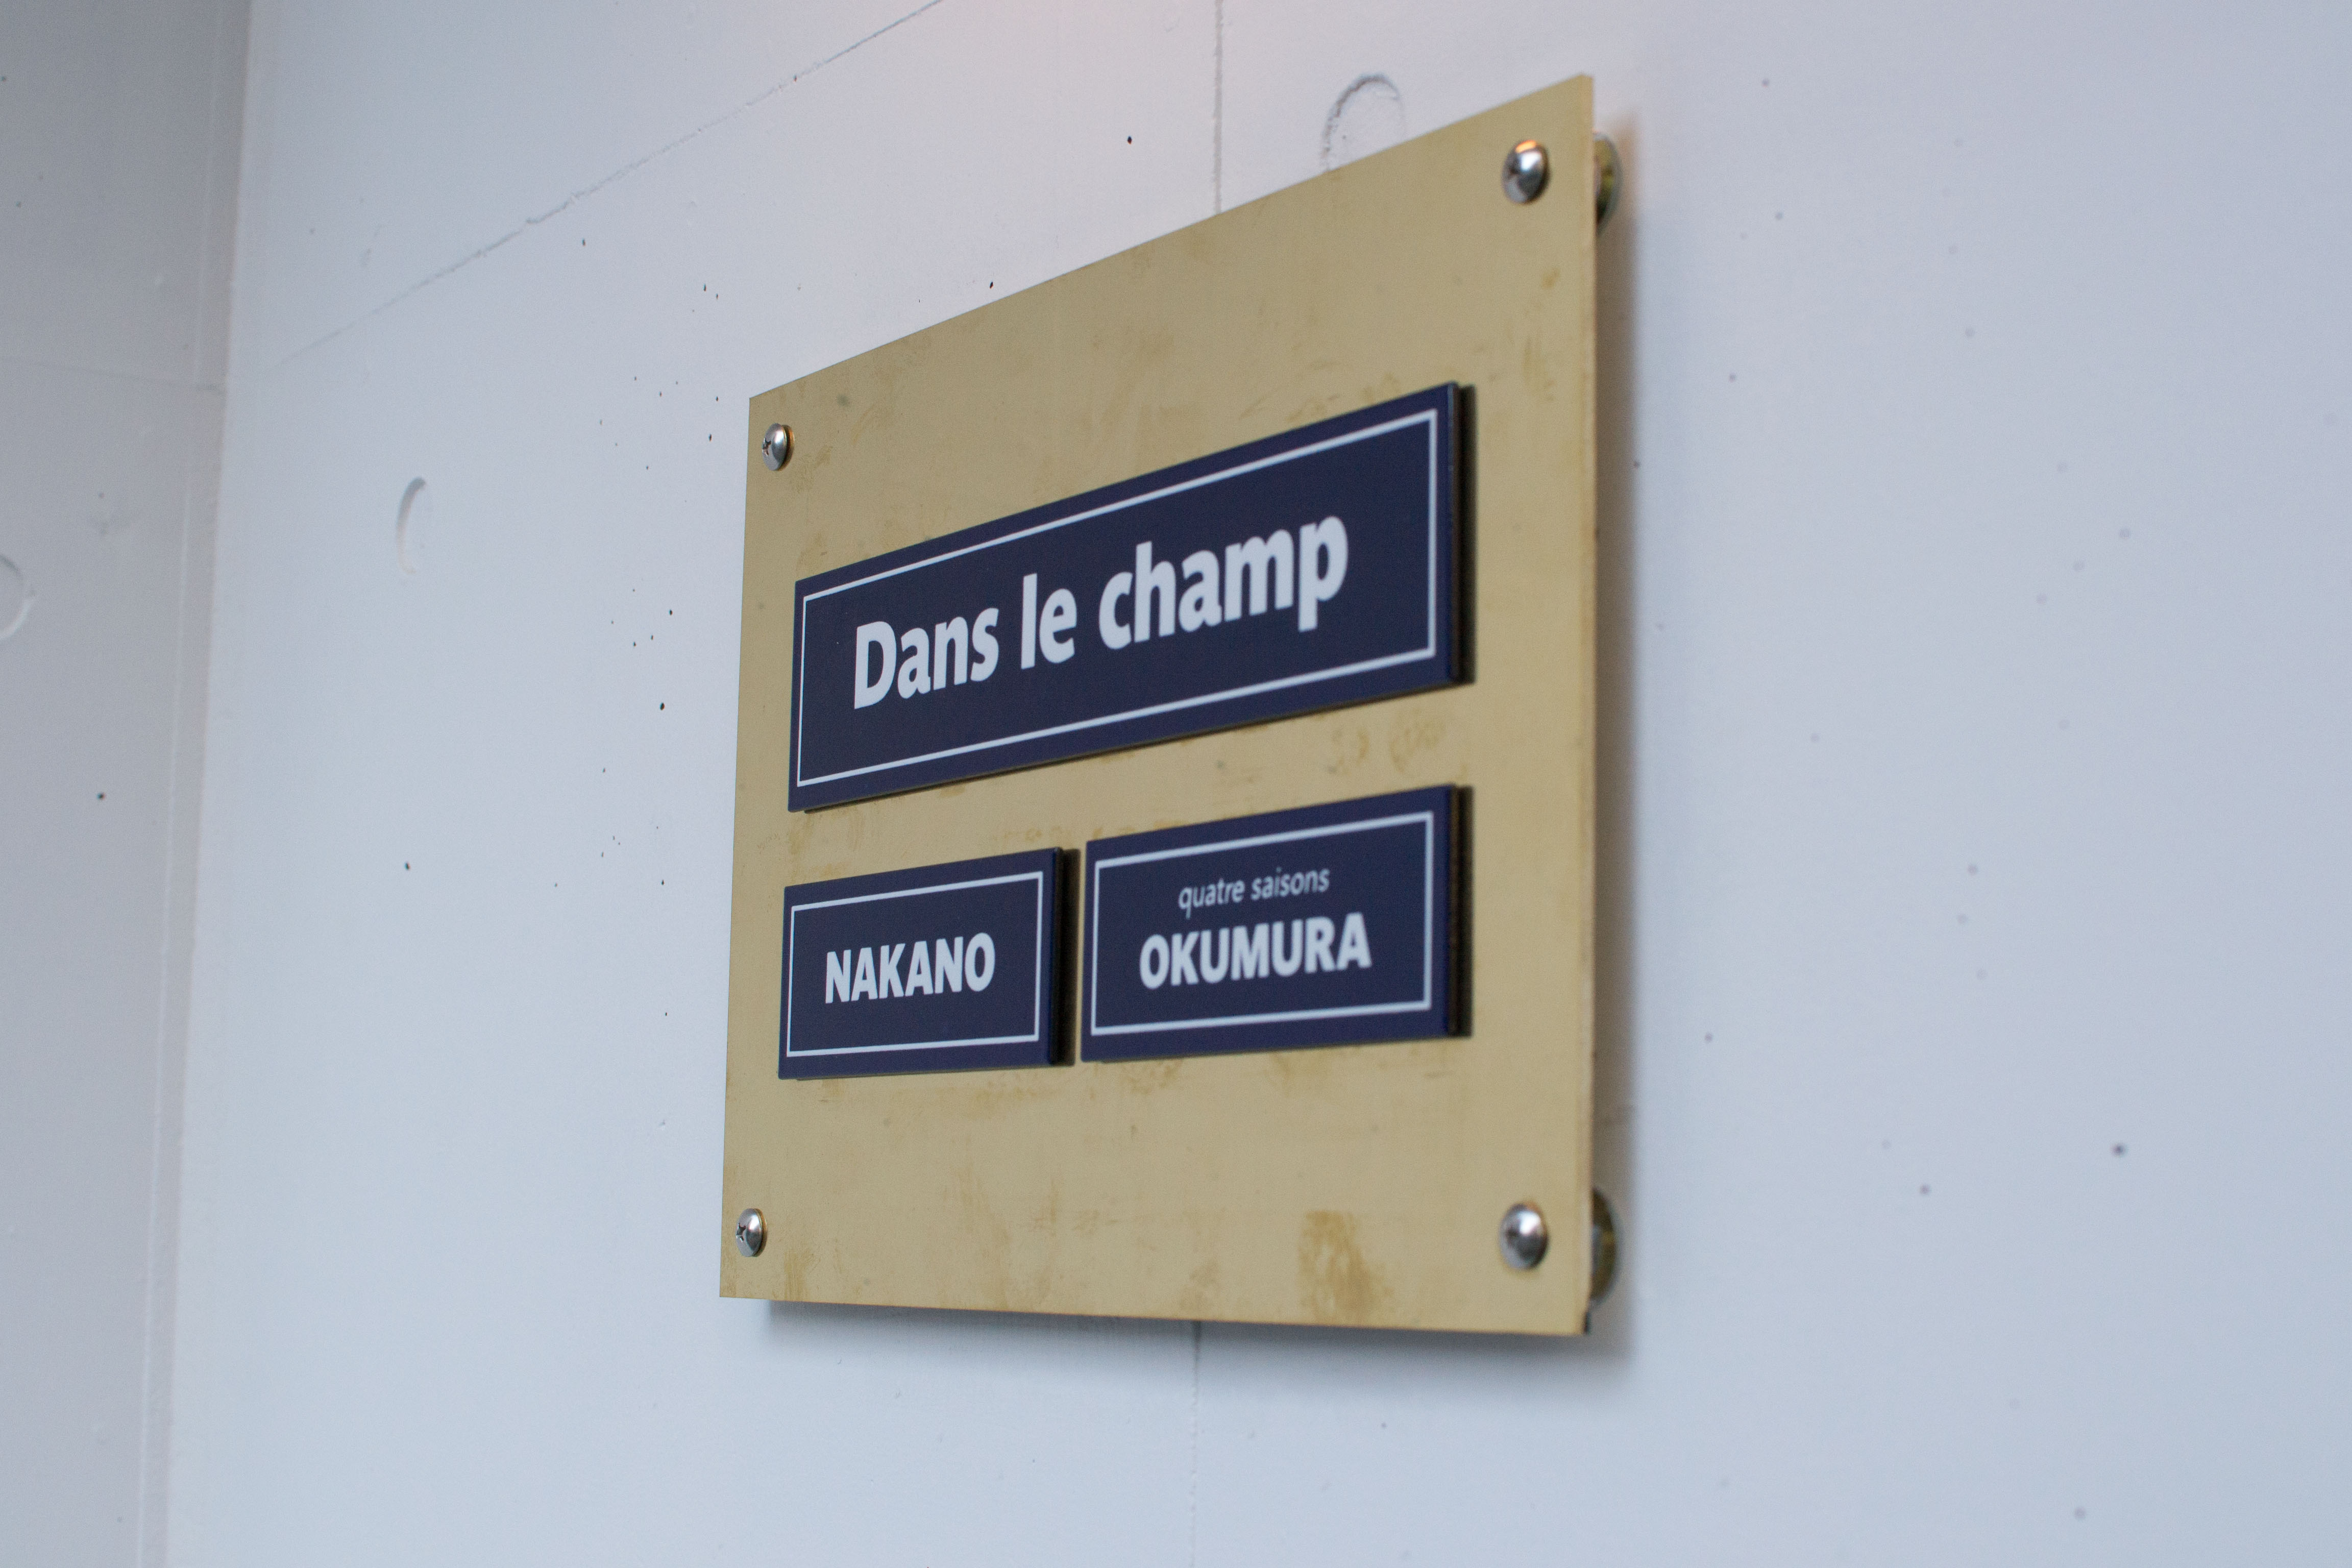 Dans le champ
NAKANO
quatre saisons
OKUMURA